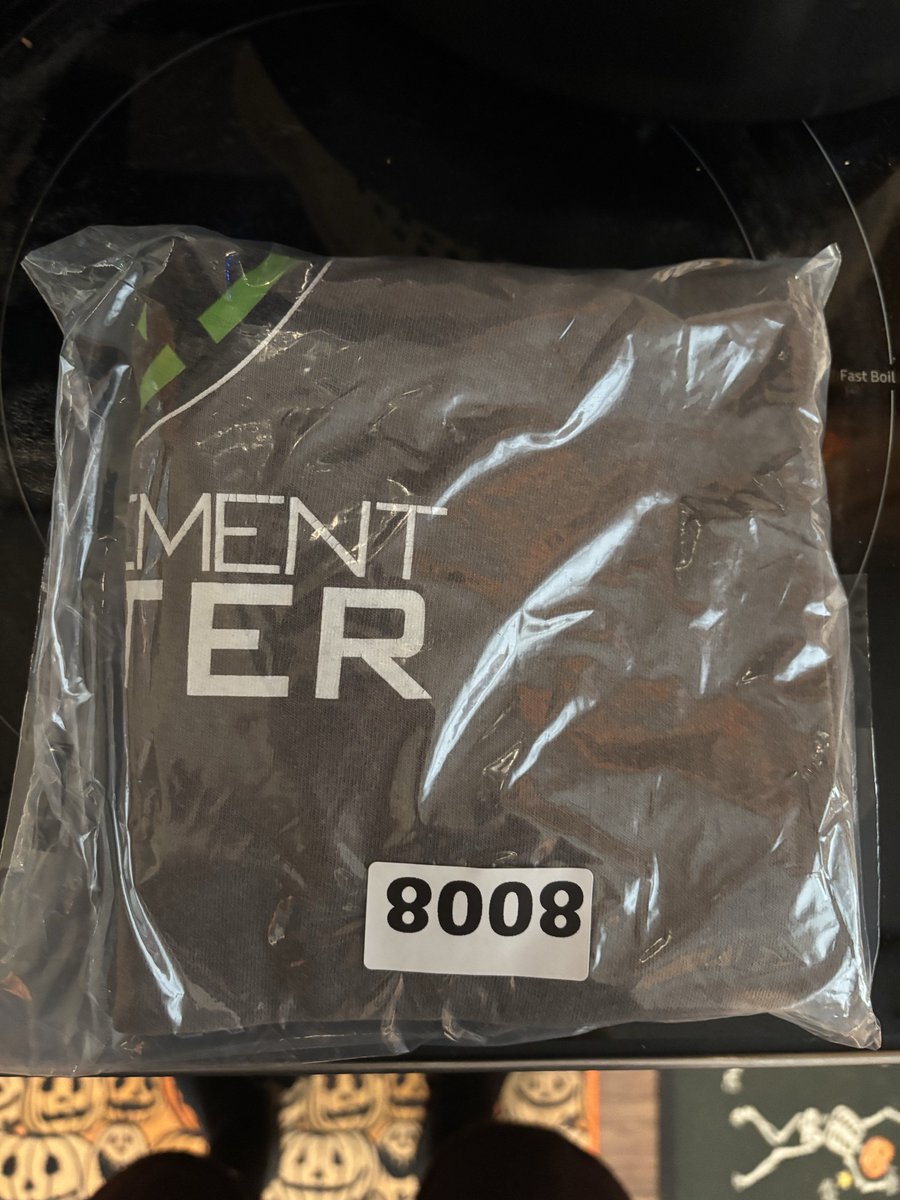 Fast Boil
EMENT
TER
8008